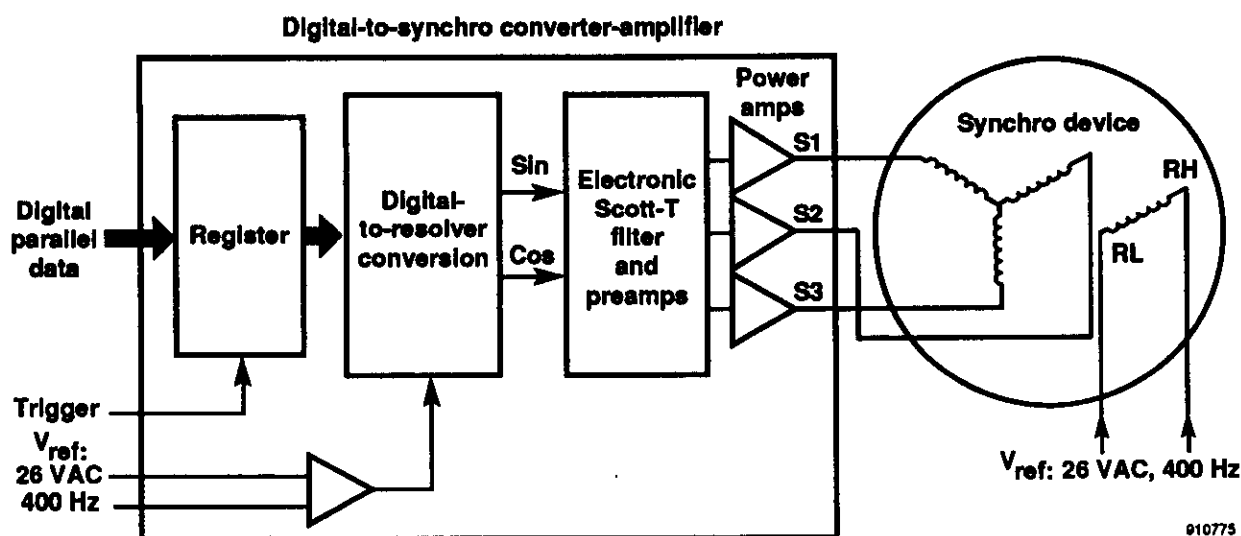 Digital-to-synchro converter-amplifier
Power
amps
Synchro device
S1
RH
Sin
Electronic
Scott-T
filter
and
preamps
Digital
parallel
data
Register
Digital-
to-resolver
conversion
S2
RL
Cos
S3
Trigger
Vref:
26 VAC
400 Hz
Vref: 26 VAC, 400 Hz
910775